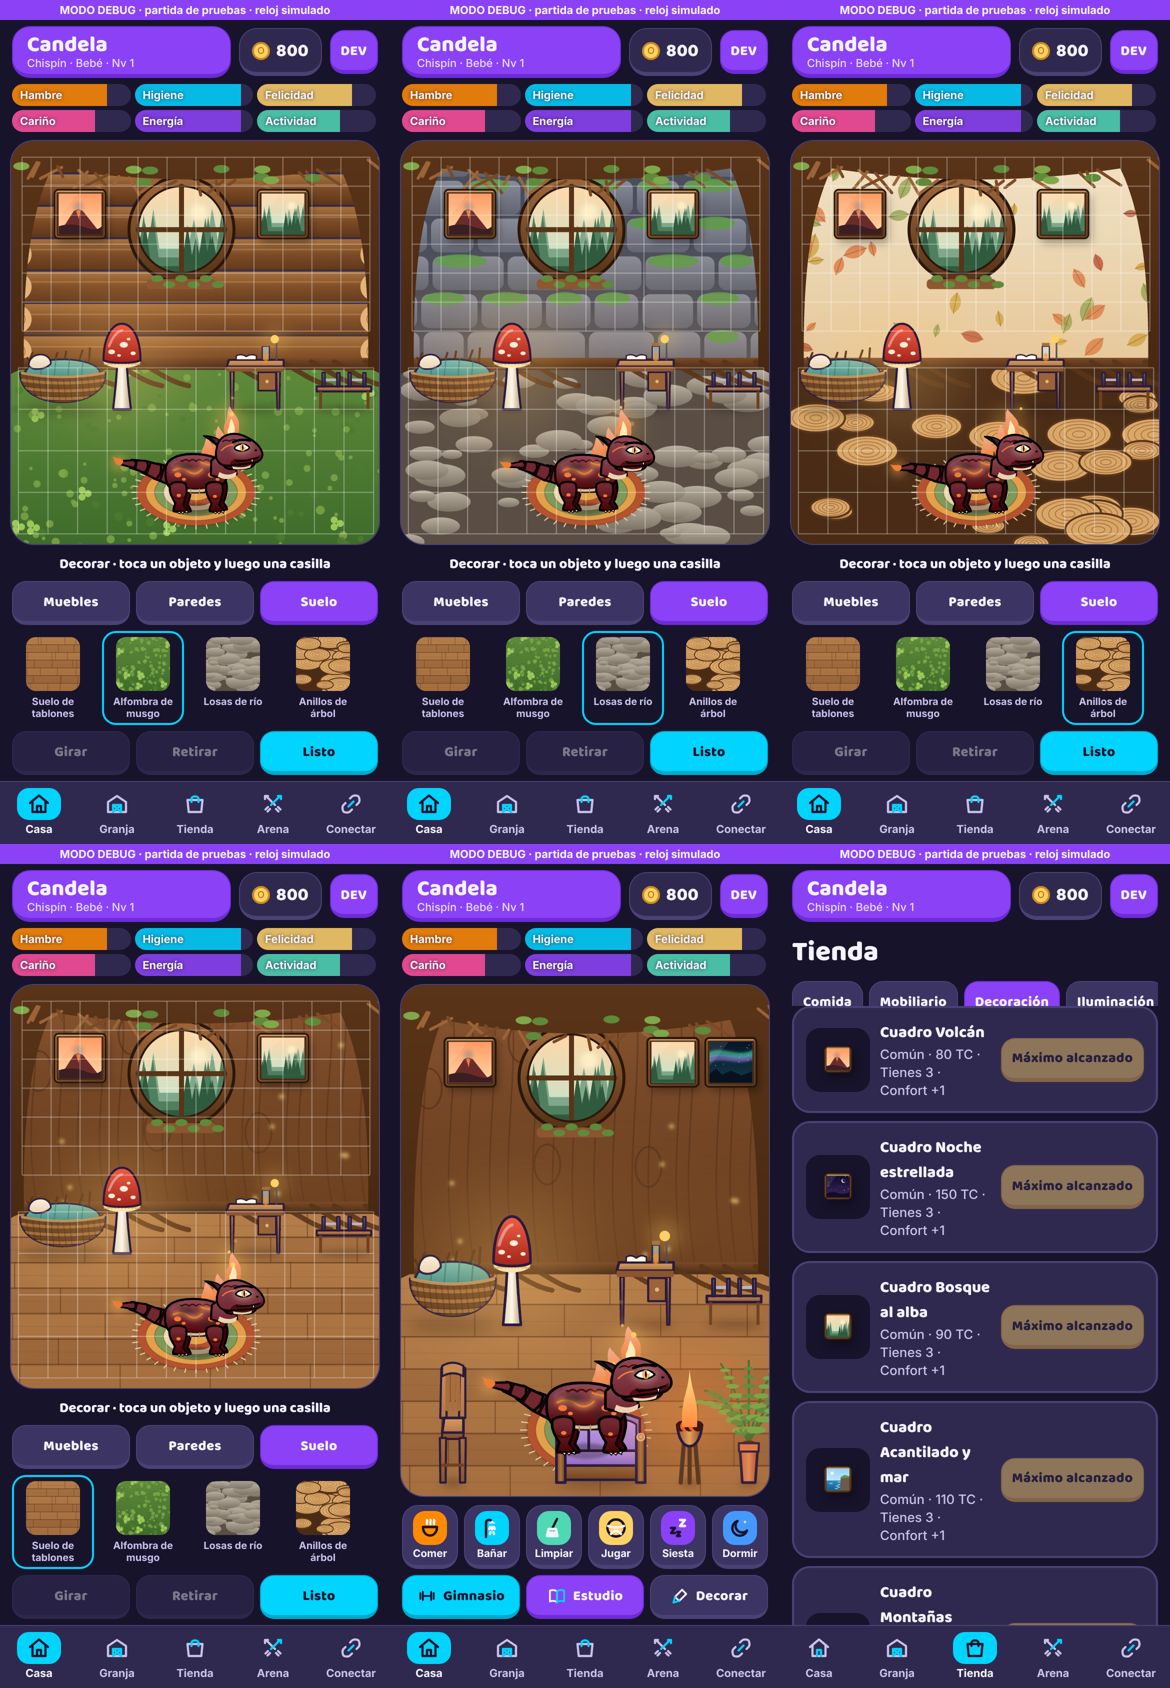 MODO DEBUG · partida de pruebas · reloj simulado
Candela
Chispín · Bebé · Nv 1
800
DEV
Hambre
Higiene
Felicidad
Cariño
Energía
Actividad
Decorar · toca un objeto y luego una casilla
Muebles
Paredes
Suelo
Suelo de
tablones
Alfombra de
musgo
Losas de río
Anillos de
árbol
Girar
Retirar
Listo
Casa
Granja
Tienda
Arena
Conectar
MODO DEBUG · partida de pruebas · reloj simulado
Candela
Chispín · Bebé · Nv 1
800
DEV
Hambre
Higiene
Felicidad
Cariño
Energía
Actividad
Decorar · toca un objeto y luego una casilla
Muebles
Paredes
Suelo
Suelo de
tablones
Alfombra de
musgo
Losas de río
Anillos de
árbol
Girar
Retirar
Listo
Casa
Granja
Tienda
Arena
Conectar
MODO DEBUG · partida de pruebas · reloj simulado
Candela
Chispín · Bebé · Nv 1
800
DEV
Hambre
Higiene
Felicidad
Cariño
Energía
Actividad
Decorar · toca un objeto y luego una casilla
Muebles
Paredes
Suelo
Suelo de
tablones
Alfombra de
musgo
Losas de río
Anillos de
árbol
Girar
Retirar
Listo
Casa
Granja
Tienda
Arena
Conectar
MODO DEBUG · partida de pruebas · reloj simulado
Candela
Chispín · Bebé · Nv 1
800
DEV
Hambre
Higiene
Felicidad
Cariño
Energía
Actividad
Decorar · toca un objeto y luego una casilla
Muebles
Paredes
Suelo
Suelo de
tablones
Alfombra de
musgo
Losas de río
Anillos de
árbol
Girar
Retirar
Listo
Casa
Granja
Tienda
Arena
Conectar
MODO DEBUG · partida de pruebas · reloj simulado
Candela
Chispín · Bebé · Nv 1
800
DEV
Hambre
Higiene
Felicidad
Cariño
Energía
Actividad
Comer
Bañar
Limpiar
Jugar
Siesta
Dormir
Gimnasio
Estudio
Decorar
Casa
Granja
Tienda
Arena
Conectar
MODO DEBUG · partida de pruebas · reloj simulado
Candela
Chispín · Bebé · Nv 1
800
DEV
Tienda
Comida
Mobiliario
Decoración
Iluminación
Cuadro Volcán
Común · 80 TC ·
Tienes 3 ·
Confort +1
Máximo alcanzado
Cuadro Noche
estrellada
Común · 150 TC ·
Tienes 3 ·
Confort +1
Máximo alcanzado
Cuadro Bosque
al alba
Común · 90 TC ·
Tienes 3 ·
Confort +1
Máximo alcanzado
Cuadro
Acantilado y
mar
Común · 110 TC ·
Tienes 3 ·
Confort +1
Máximo alcanzado
Cuadro
Montañas
Casa
Granja
Tienda
Arena
Conectar